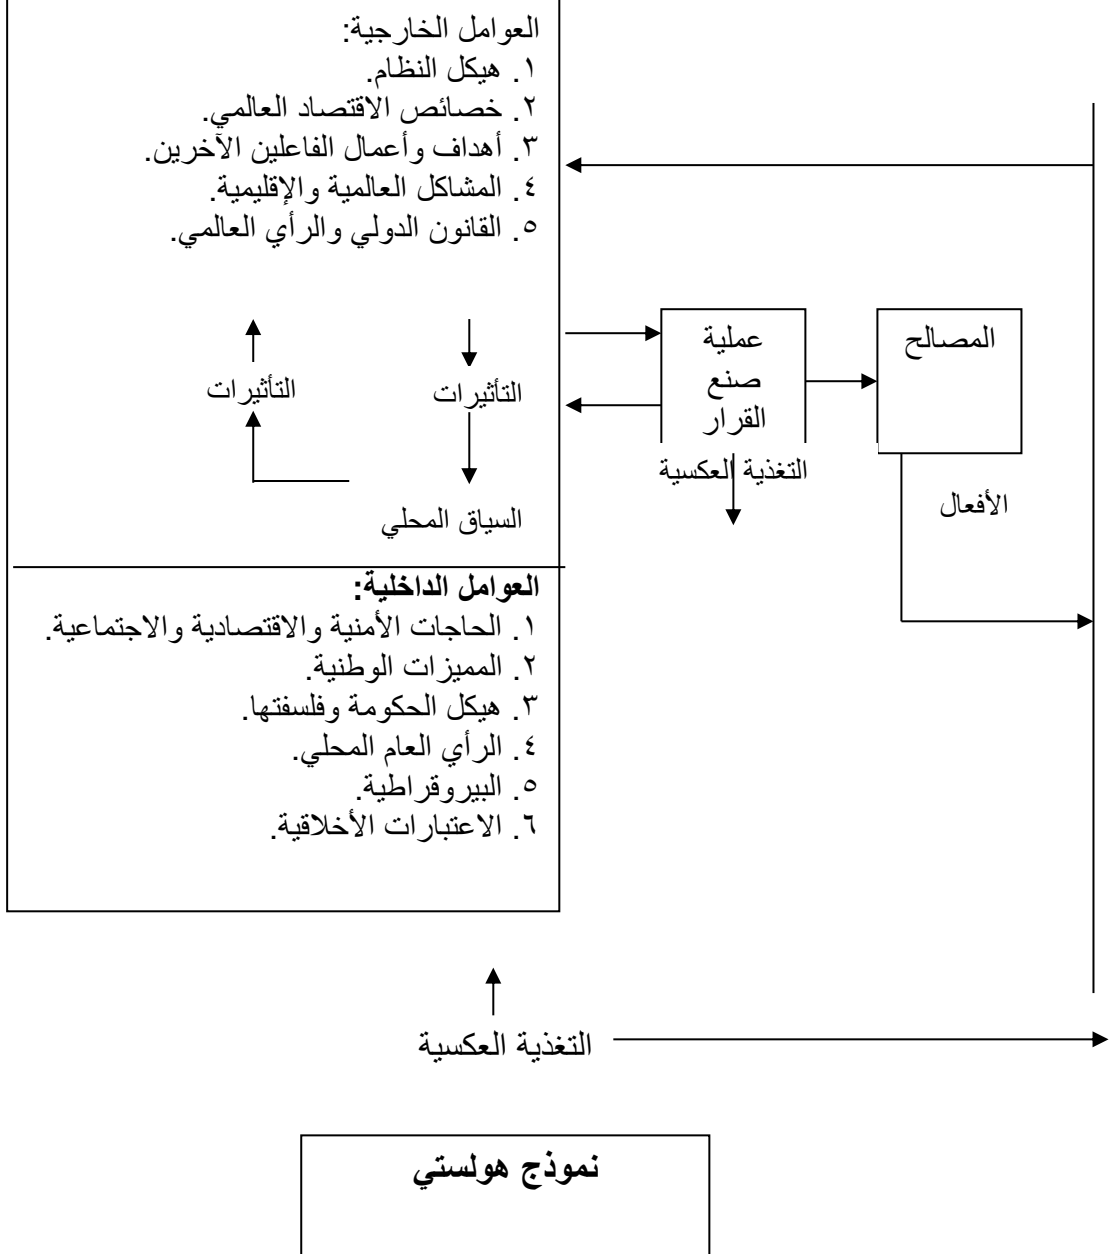 العوامل الخارجية:
١. هيكل النظام.
٢. خصائص الاقتصاد العالمي.
٣. أهداف وأعمال الفاعلين الآخرين.
٤. المشاكل العالمية والإقليمية.
٥. القانون الدولي والرأي العالمي.
المصالح
عملية
صنع
القرار
التأثيرات
التأثيرات
التغذية العكسية
الأفعال
السياق المحلي
العوامل الداخلية:
١. الحاجات الأمنية والاقتصادية والاجتماعية.
٢. المميزات الوطنية.
٣. هيكل الحكومة وفلسفتها.
٤. الرأي العام المحلي.
٥. البيروقراطية.
٦. الاعتبارات الأخلاقية.
التغذية العكسية
نموذج هولستي